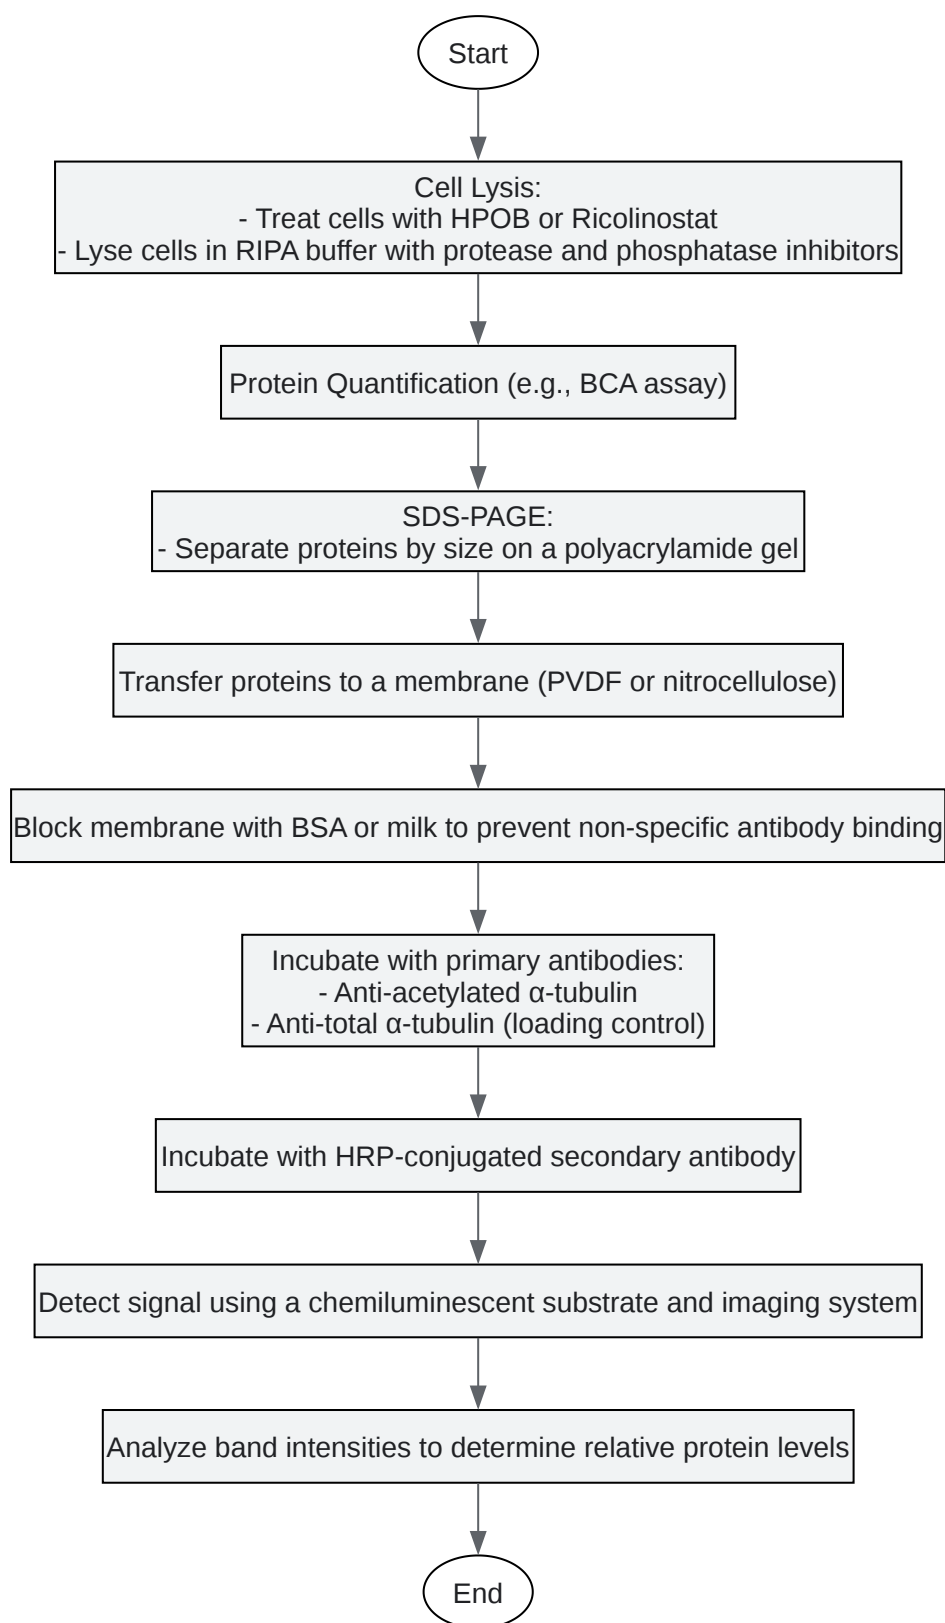 Start
Cell Lysis:
- Treat cells with HPOB or Ricolinostat
- Lyse cells in RIPA buffer with protease and phosphatase inhibitors
Protein Quantification (e.g., BCA assay)
SDS-PAGE:
- Separate proteins by size on a polyacrylamide gel
Transfer proteins to a membrane (PVDF or nitrocellulose)
Block membrane with BSA or milk to prevent non-specific antibody binding
Incubate with primary antibodies:
- Anti-acetylated α-tubulin
- Anti-total α-tubulin (loading control)
Incubate with HRP-conjugated secondary antibody
Detect signal using a chemiluminescent substrate and imaging system
Analyze band intensities to determine relative protein levels
End